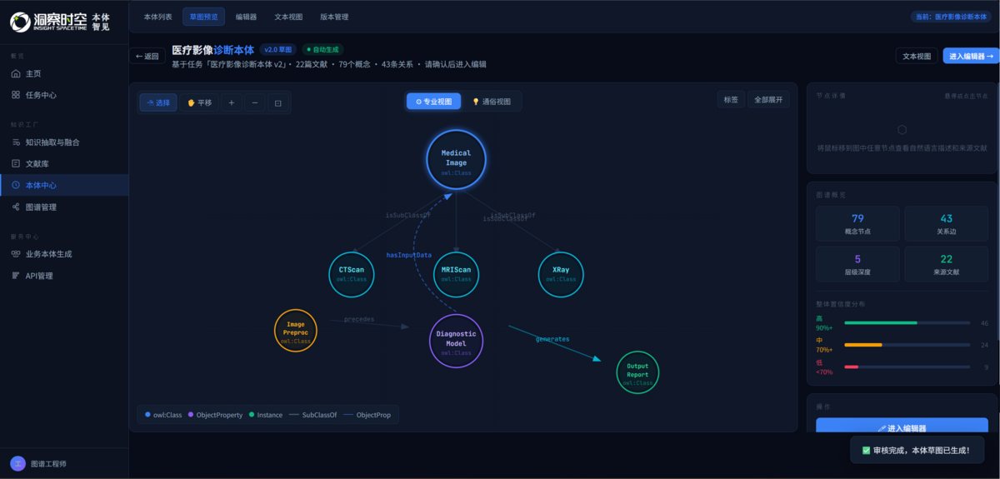 洞察时空
INSIGHT SPACETIME
本体
智见
概览
主页
任务中心
知识工厂
知识抽取与融合
文献库
本体中心
图谱管理
服务中心
业务本体生成
API管理
工 图谱工程师
本体列表 草图预览 编辑器 文本视图 版本管理
当前：医疗影像诊断本体
← 返回
医疗影像诊断本体 v2.0 草图 自动生成
基于任务「医疗影像诊断本体 v2」· 22篇文献 · 79个概念 · 43条关系 · 请确认后进入编辑
文本视图 进入编辑器 →
选择 平移 + −
专业视图 通俗视图
标签 全部展开
Medical
Image
owl:Class
isSubClassOf
isSubClassOf
isSubClassOf
hasInputData
CTScan
owl:Class
MRIScan
owl:Class
XRay
owl:Class
Image
Preproc
owl:Class
precedes
Diagnostic
Model
owl:Class
generates
Output
Report
owl:Class
owl:Class ObjectProperty Instance SubClassOf ObjectProp
节点详情 悬停或点击节点
将鼠标移到图中任意节点查看自然语言描述和来源文献
图谱概览
79
概念节点
43
关系边
5
层级深度
22
来源文献
整体置信度分布
高
90%+
46
中
70%+
24
低
<70%
9
操作
进入编辑器
审核完成，本体草图已生成！